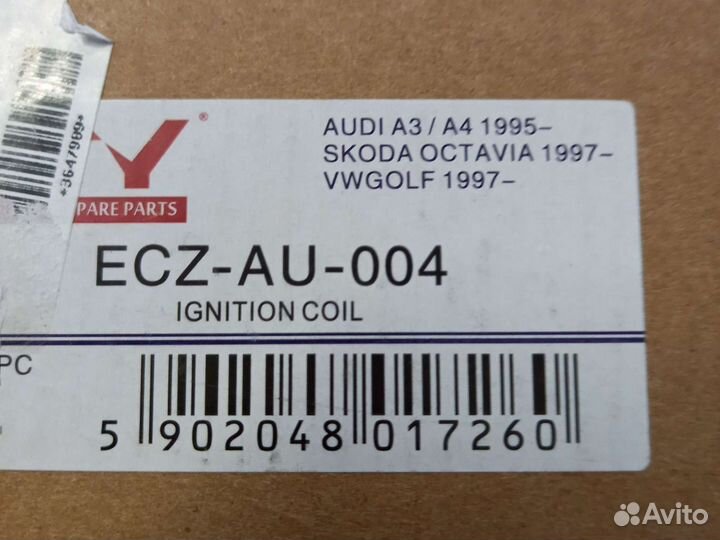 *3647989*
Y®
PARE PARTS
AUDI A3 / A4 1995–
SKODA OCTAVIA 1997–
VWGOLF 1997–
ECZ-AU-004
IGNITION COIL
PC
5 902048 017260
Avito